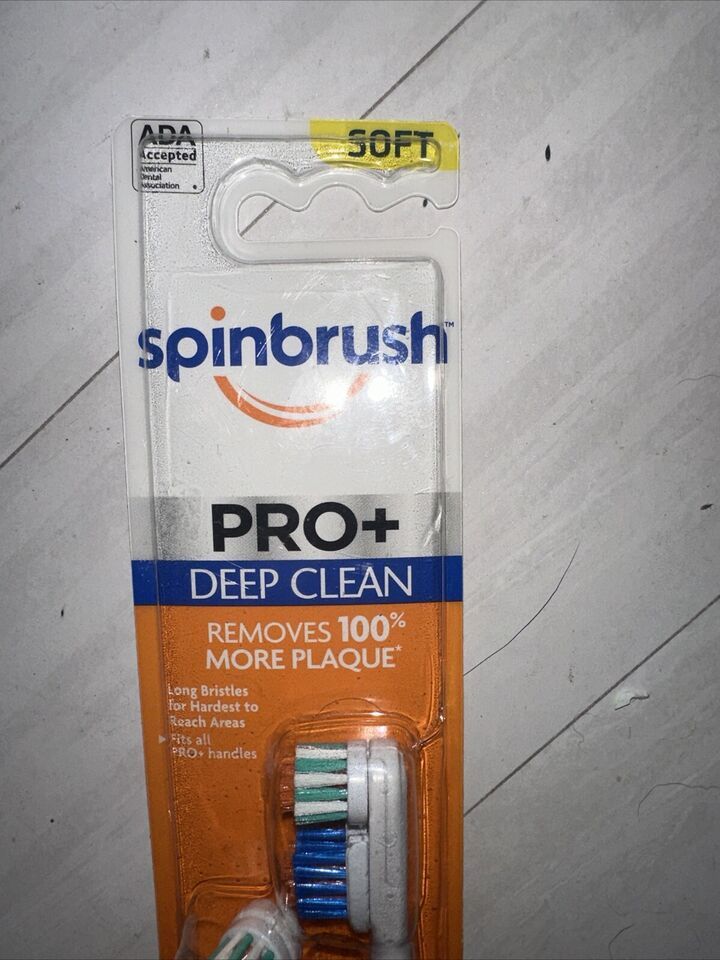 ADA
Accepted
American
Dental
Association
SOFT
spinbrush™
PRO+
DEEP CLEAN
REMOVES 100%
MORE PLAQUE*
Long Bristles
for Hardest to
Reach Areas
Fits all
PRO+ handles